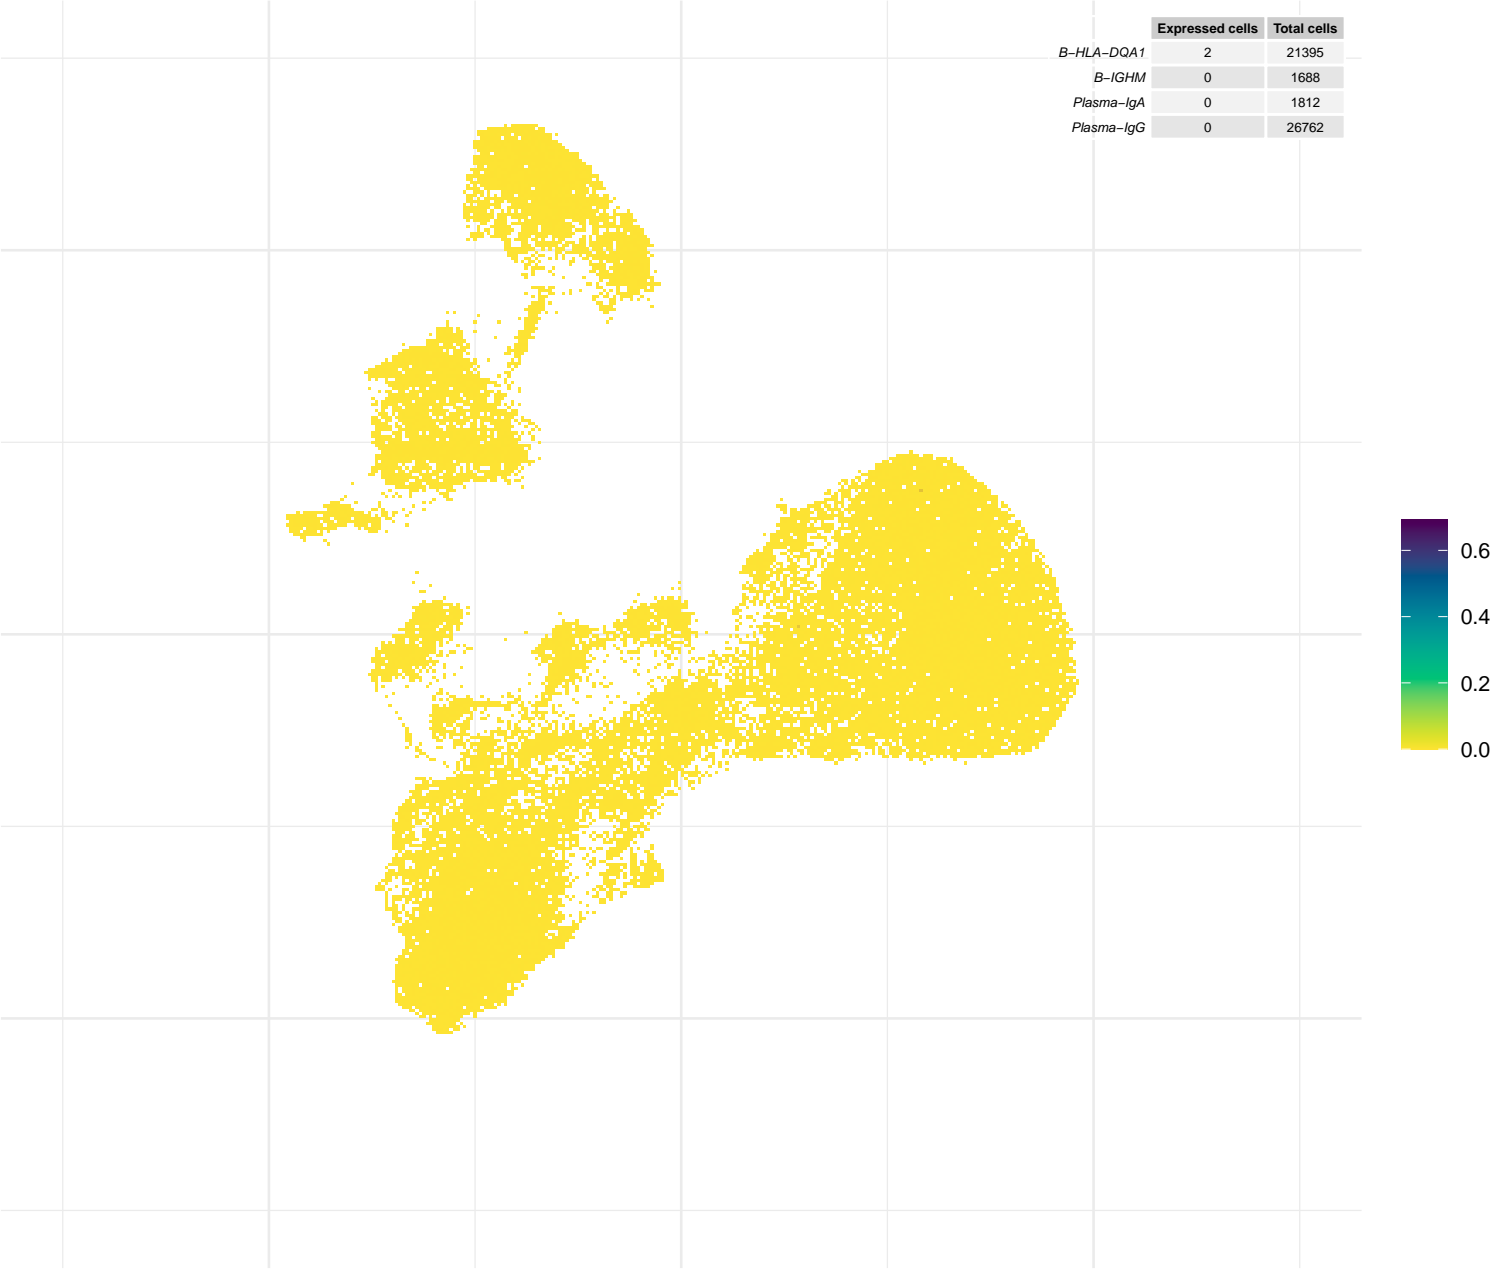 Expressed cells Total cells
B−HLA−DQA1 2 21395
B−IGHM 0 1688
Plasma−IgA 0 1812
Plasma−IgG 0 26762
0.6
0.4
0.2
0.0